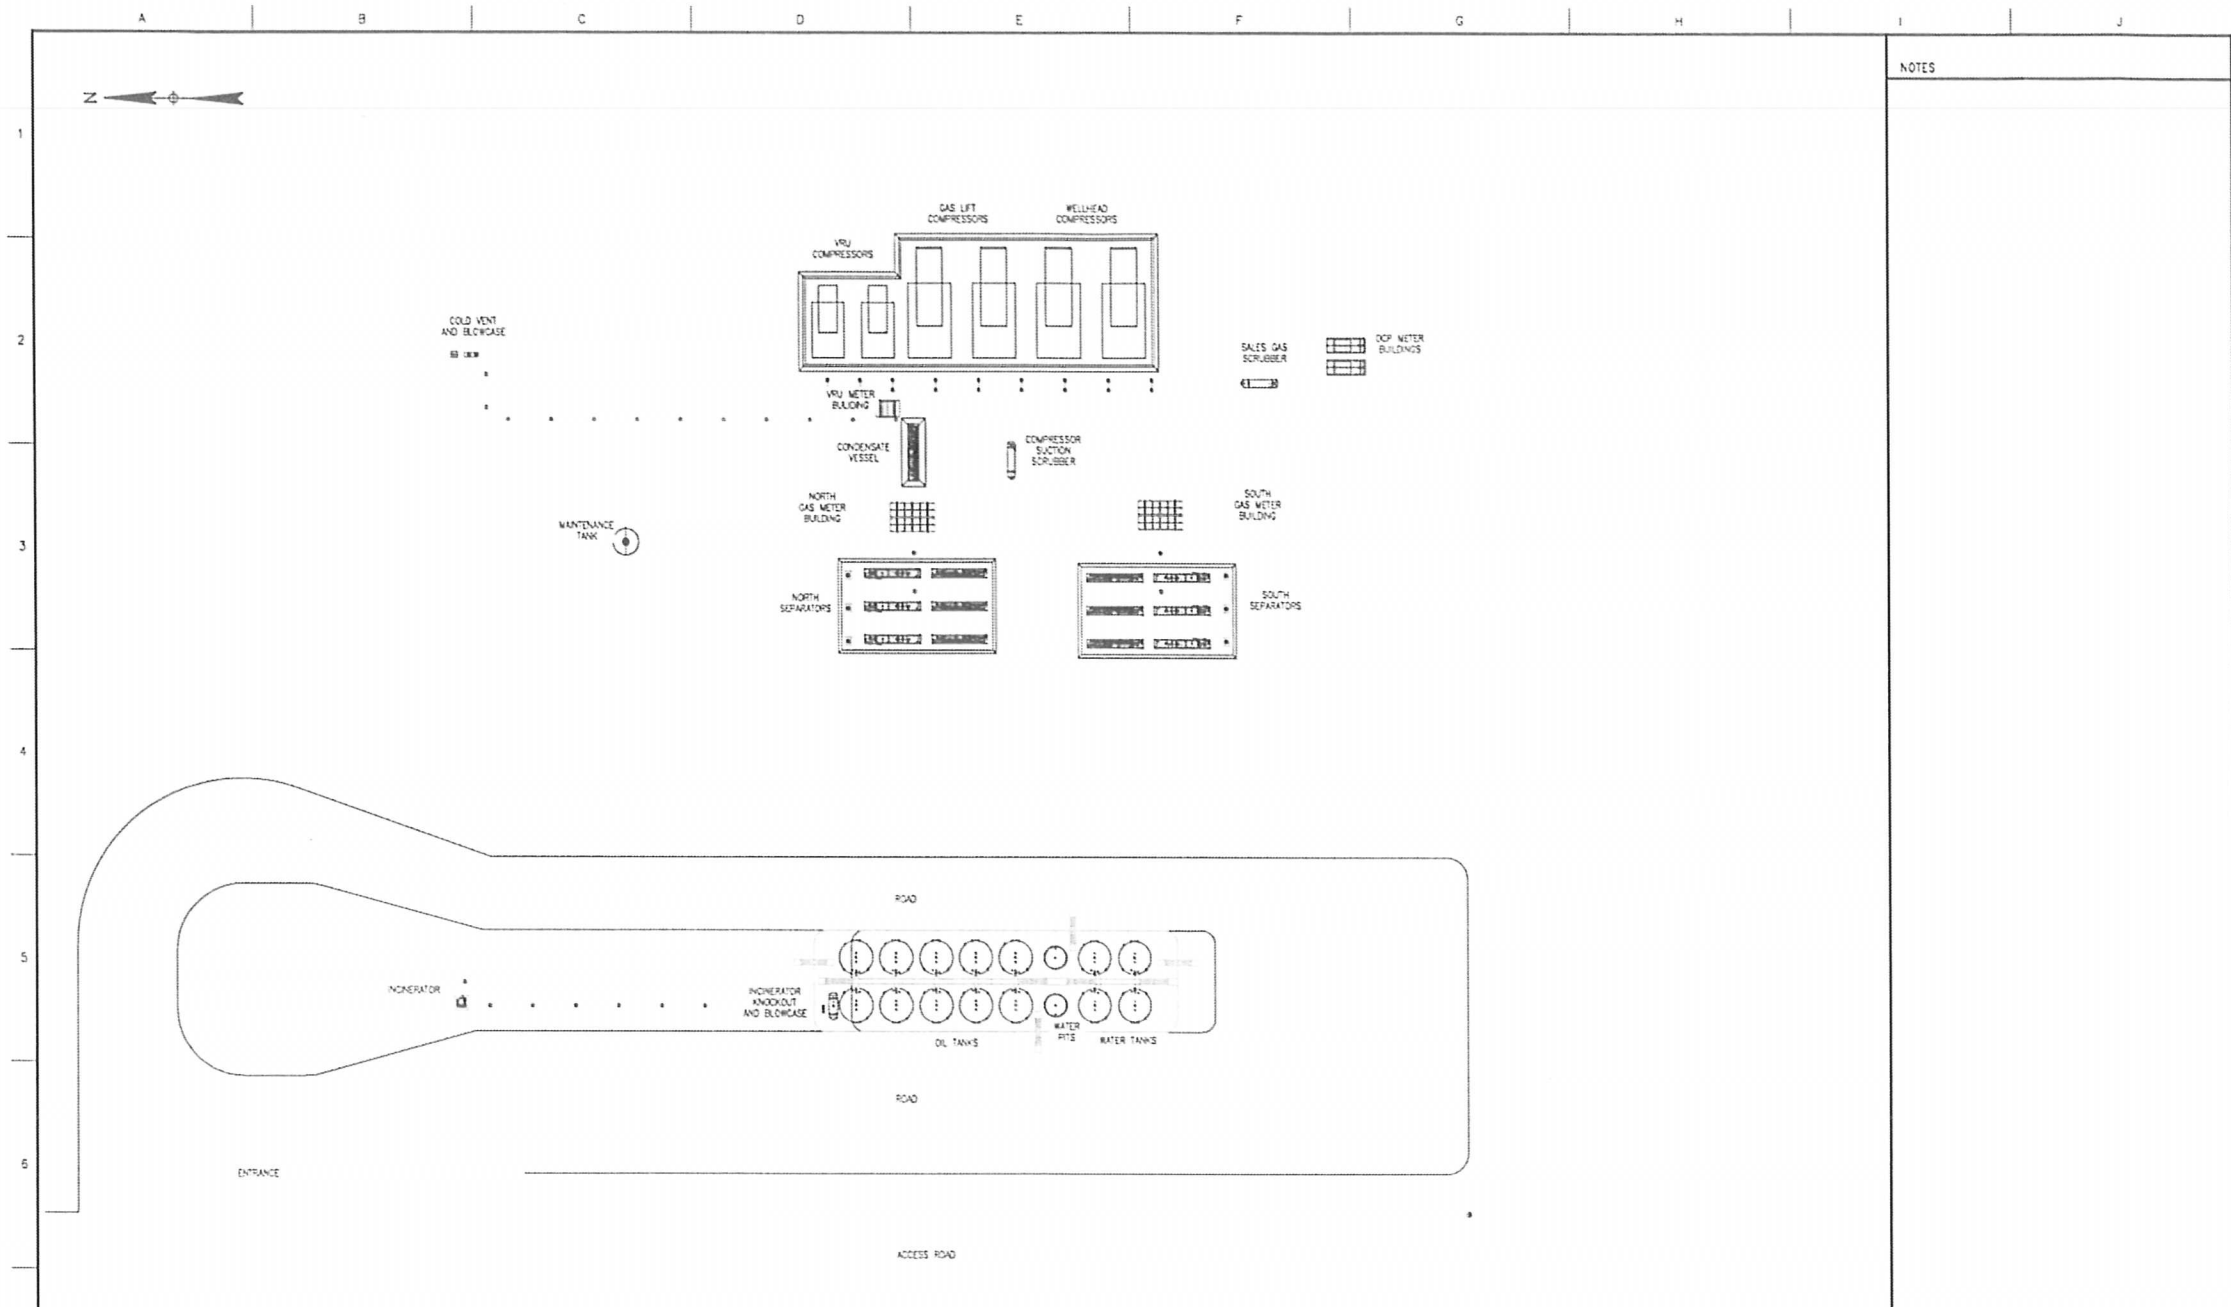 A B C D E F G H I J
NOTES
N
1
GAS LIFT
COMPRESSORS
WELLHEAD
COMPRESSORS
VRU
COMPRESSORS
COLD VENT
AND BLOWCASE
2
SALES GAS
SCRUBBER
DCP METER
BUILDINGS
VRU METER
BUILDING
CONDENSATE
VESSEL
COMPRESSOR
SUCTION
SCRUBBER
NORTH
GAS METER
BUILDING
SOUTH
GAS METER
BUILDING
MAINTENANCE
TANK
3
NORTH
SEPARATORS
SOUTH
SEPARATORS
4
ROAD
5
INCINERATOR
INCINERATOR
KNOCKOUT
AND BLOWCASE
OIL TANKS
WATER
PITS
WATER TANKS
ROAD
6
ENTRANCE
ACCESS ROAD